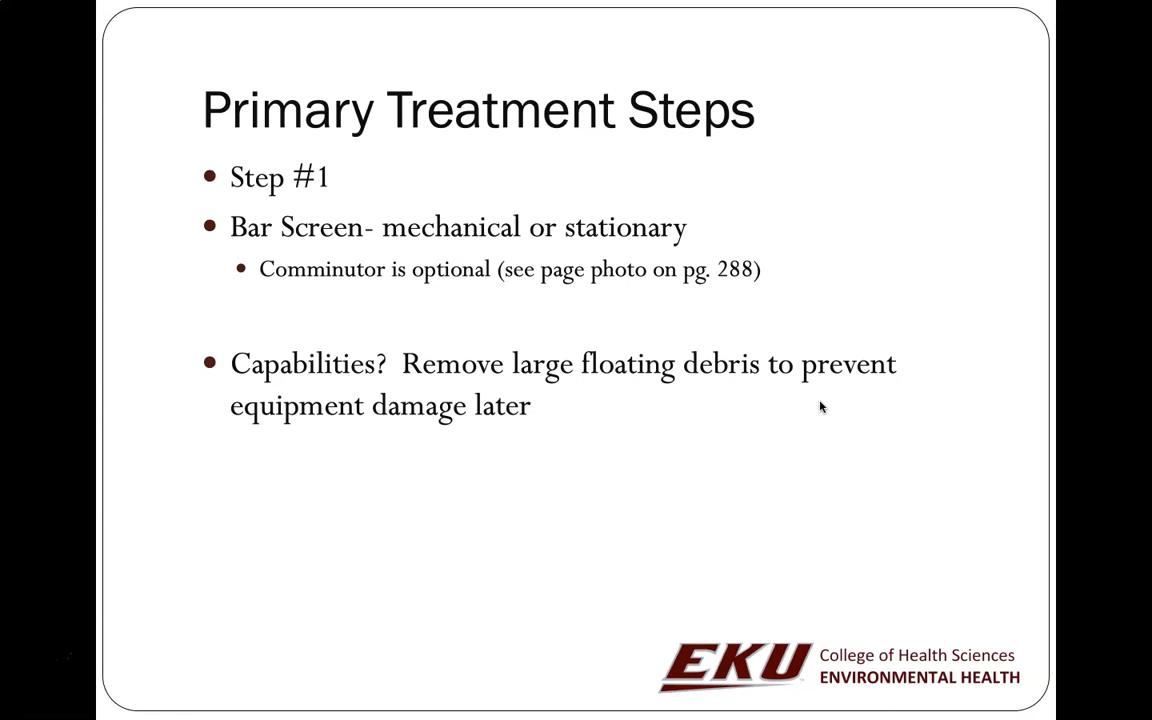 Primary Treatment Steps
• Step #1
• Bar Screen- mechanical or stationary
• Comminutor is optional (see page photo on pg. 288)
• Capabilities?  Remove large floating debris to prevent
equipment damage later
EKU College of Health Sciences
ENVIRONMENTAL HEALTH